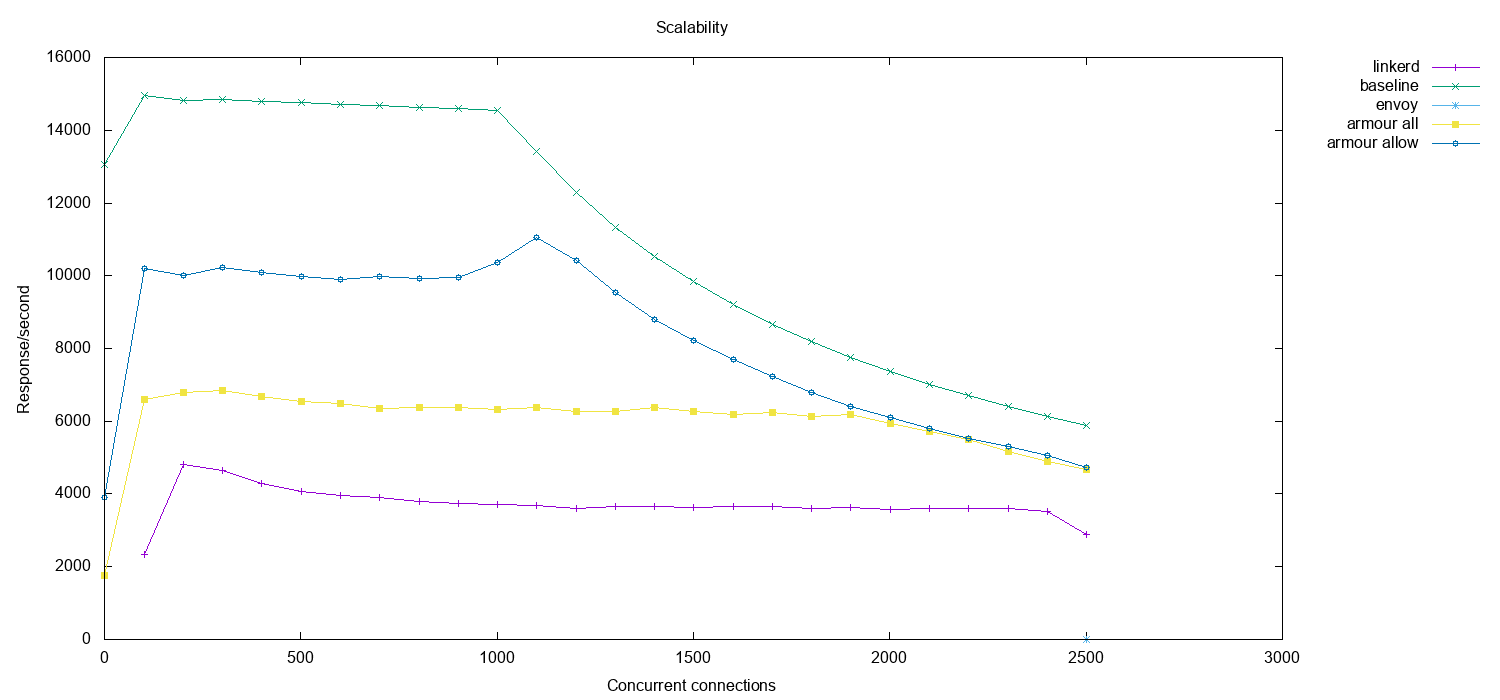 Scalability
16000
14000
12000
10000
8000
6000
4000
2000
0
Response/second
0 500 1000 1500 2000 2500 3000
Concurrent connections
linkerd
baseline
envoy
armour all
armour allow